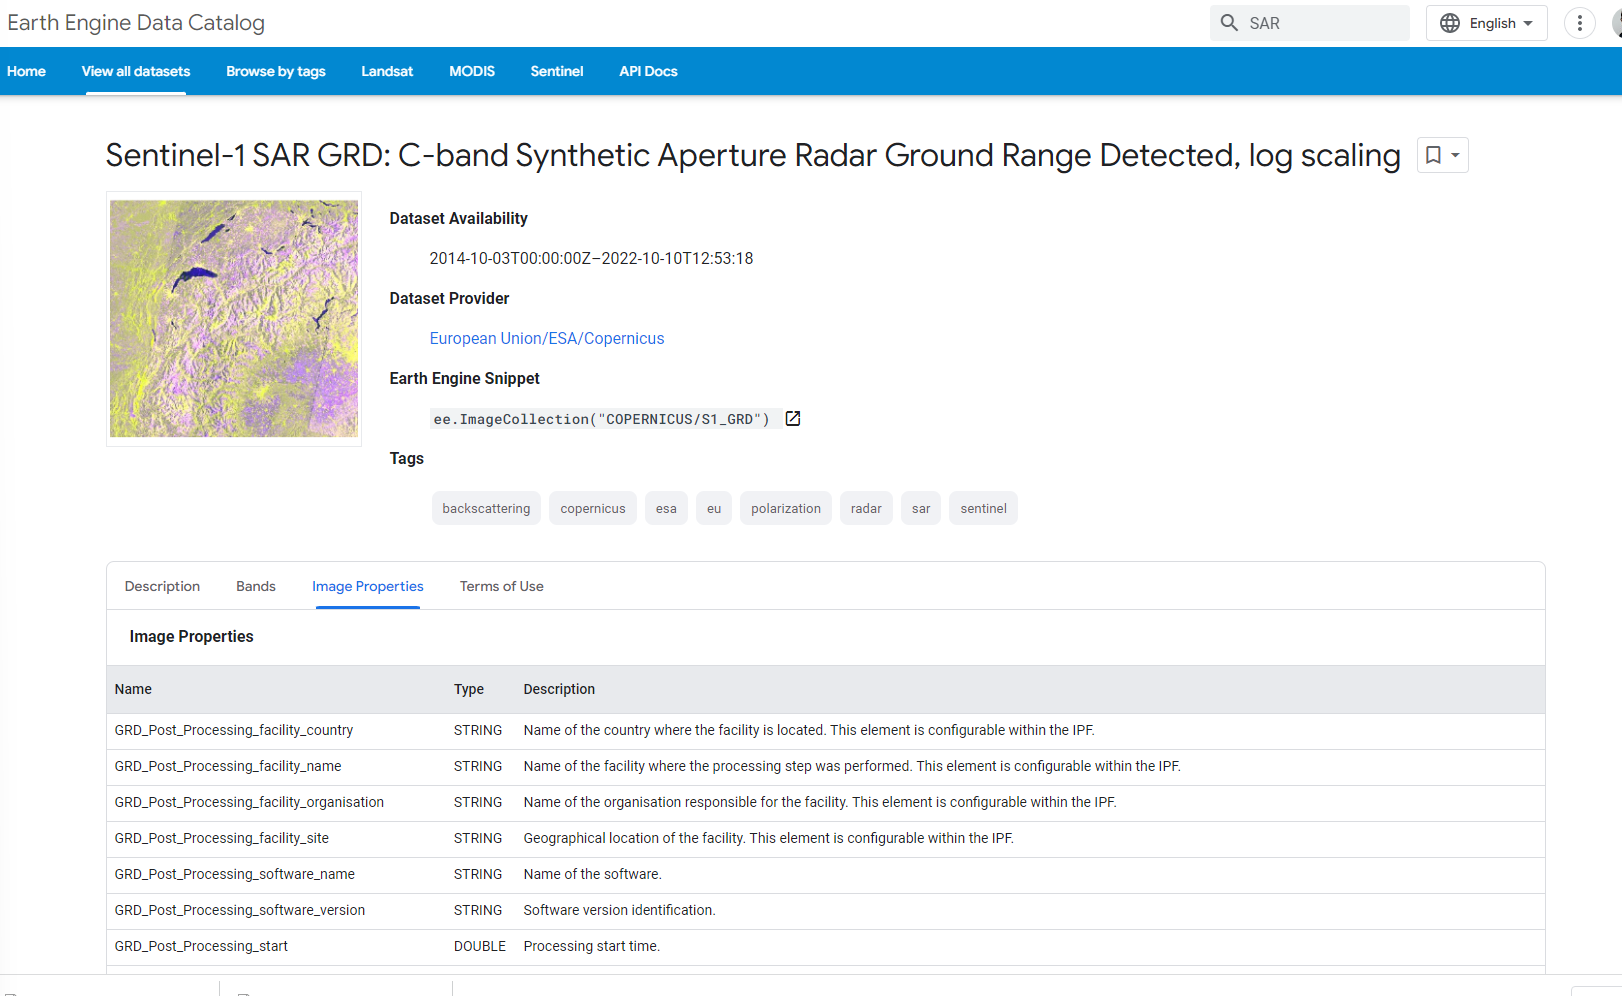 Earth Engine Data Catalog
SAR
English
Home View all datasets Browse by tags Landsat MODIS Sentinel API Docs
Sentinel-1 SAR GRD: C-band Synthetic Aperture Radar Ground Range Detected, log scaling
Dataset Availability
2014-10-03T00:00:00Z–2022-10-10T12:53:18
Dataset Provider
European Union/ESA/Copernicus
Earth Engine Snippet
ee.ImageCollection("COPERNICUS/S1_GRD")
Tags
backscattering copernicus esa eu polarization radar sar sentinel
Description Bands Image Properties Terms of Use
Image Properties
Name Type Description
GRD_Post_Processing_facility_country STRING Name of the country where the facility is located. This element is configurable within the IPF.
GRD_Post_Processing_facility_name STRING Name of the facility where the processing step was performed. This element is configurable within the IPF.
GRD_Post_Processing_facility_organisation STRING Name of the organisation responsible for the facility. This element is configurable within the IPF.
GRD_Post_Processing_facility_site STRING Geographical location of the facility. This element is configurable within the IPF.
GRD_Post_Processing_software_name STRING Name of the software.
GRD_Post_Processing_software_version STRING Software version identification.
GRD_Post_Processing_start DOUBLE Processing start time.